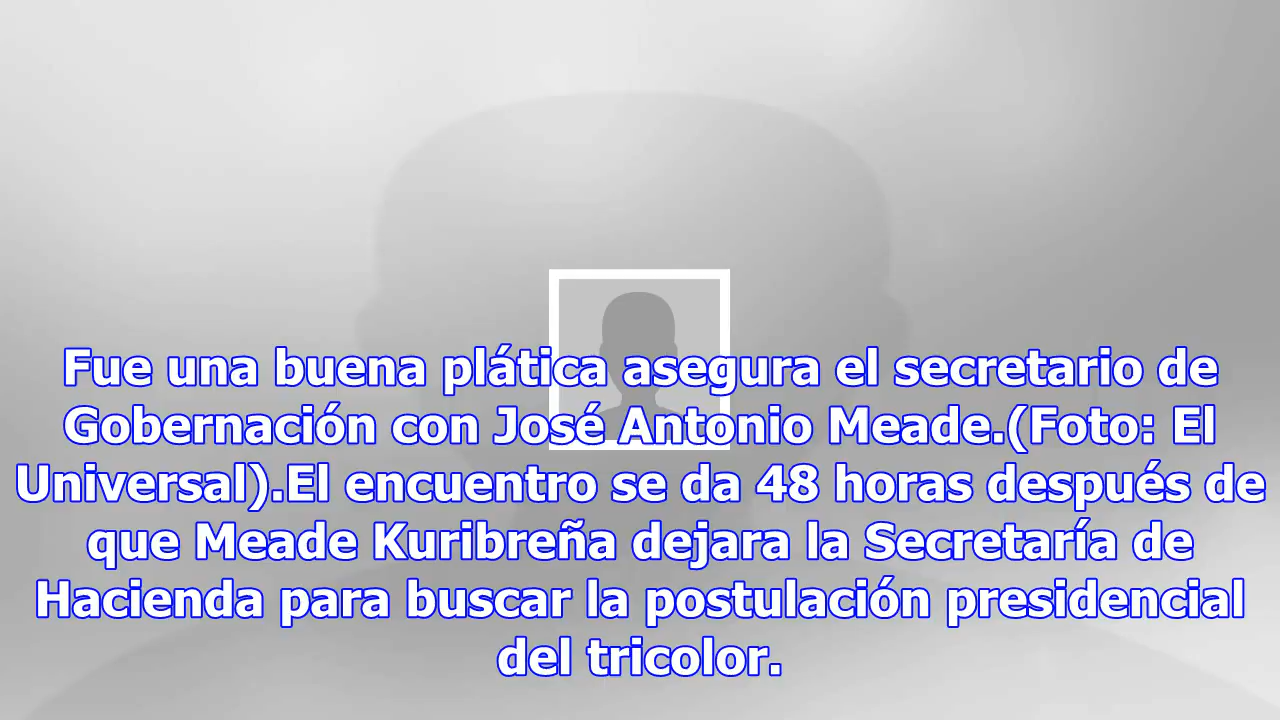 Fue una buena plática asegura el secretario de
Gobernación con José Antonio Meade.(Foto: El
Universal).El encuentro se da 48 horas después de
que Meade Kuribreña dejara la Secretaría de
Hacienda para buscar la postulación presidencial
del tricolor.